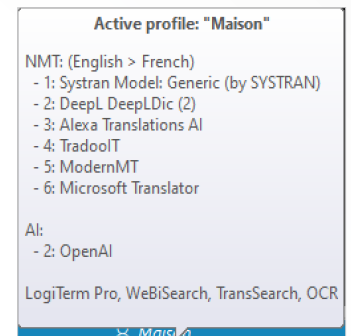 Active profile: "Maison"
NMT: (English > French)
- 1: Systran Model: Generic (by SYSTRAN)
- 2: DeepL DeepLDic (2)
- 3: Alexa Translations AI
- 4: TradooIT
- 5: ModernMT
- 6: Microsoft Translator
AI:
- 2: OpenAI
LogiTerm Pro, WeBiSearch, TransSearch, OCR
Maison